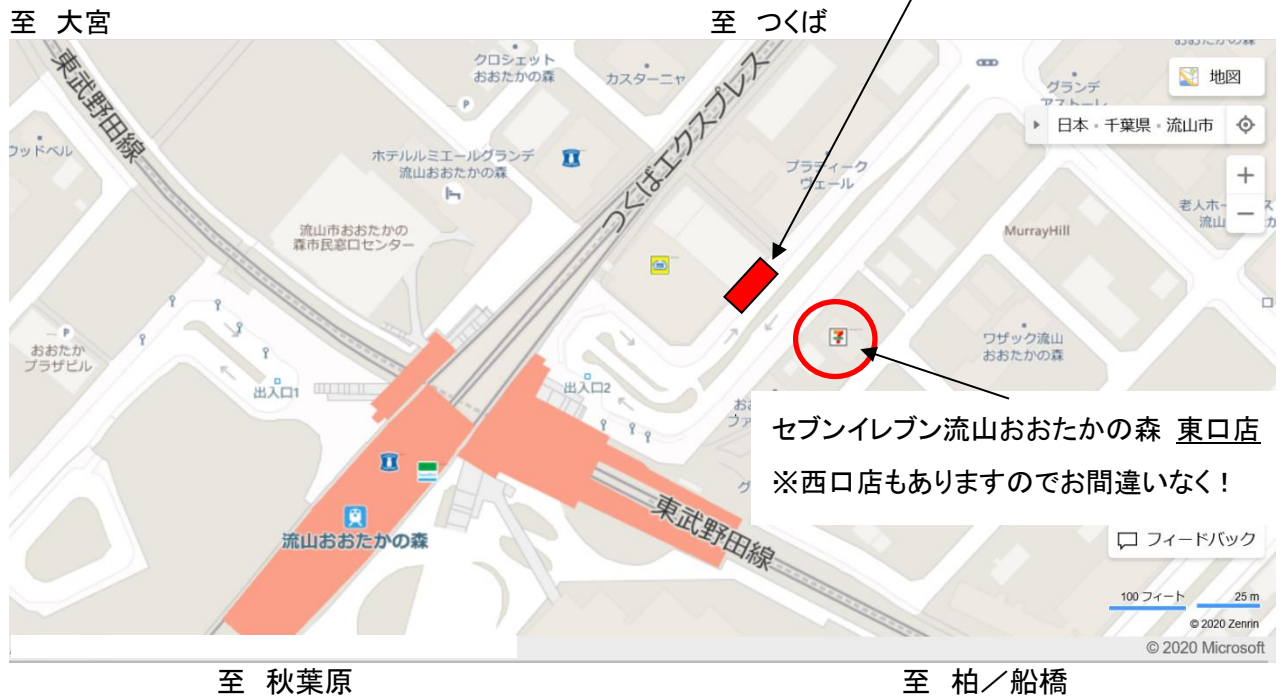 至 大宮
至 つくば
東武野田線
クロシェット
おおたかの森
カスターニャ
つくばエクスプレス
グランデ
アストーレ
地図
日本・千葉県・流山市
ウッドベル
P
ホテルルミエールグランデ
流山おおたかの森
プラティーク
ヴェール
老人ホー
流山
MurrayHill
流山市おおたかの
森市民窓口センター
P
おおたか
プラザビル
出入口1
出入口2
7
ワザック流山
おおたかの森
セブンイレブン流山おおたかの森 東口店
※西口店もありますのでお間違いなく！
流山おおたかの森
東武野田線
フィードバック
100 フィート
25 m
© 2020 Zenrin
© 2020 Microsoft
至 秋葉原
至 柏／船橋